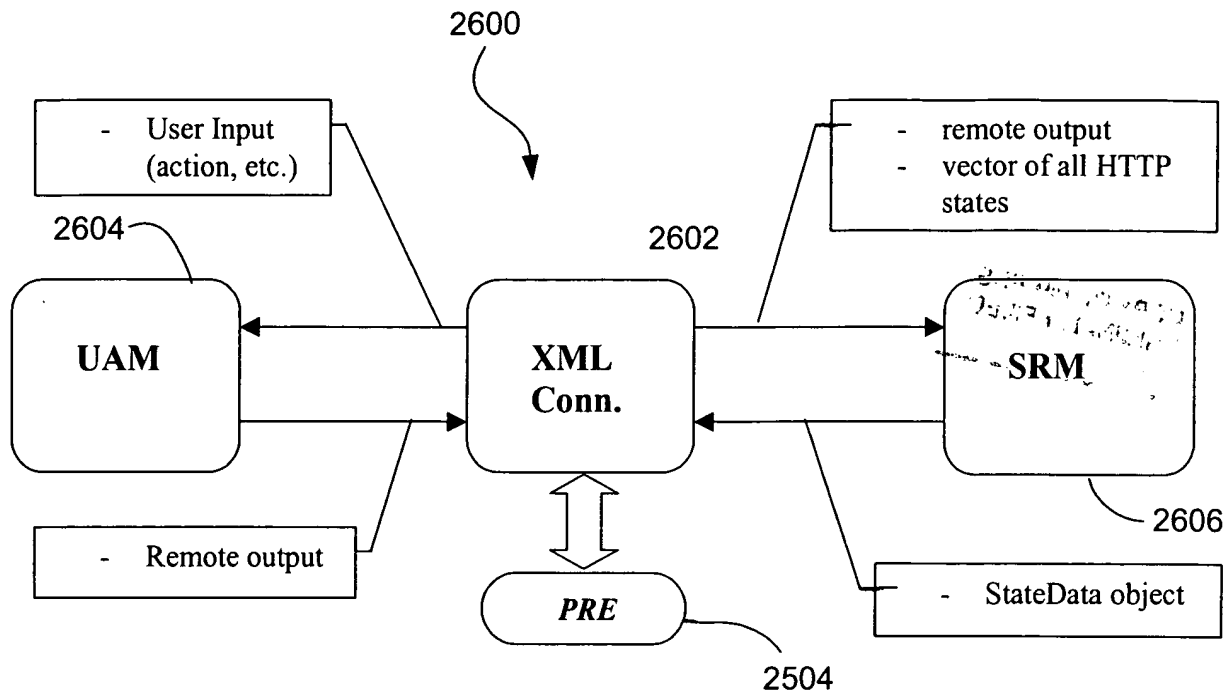 2600
- User Input
(action, etc.)
- remote output
- vector of all HTTP
states
2604
2602
UAM
XML
Conn.
SRM
2606
- Remote output
PRE
- StateData object
2504